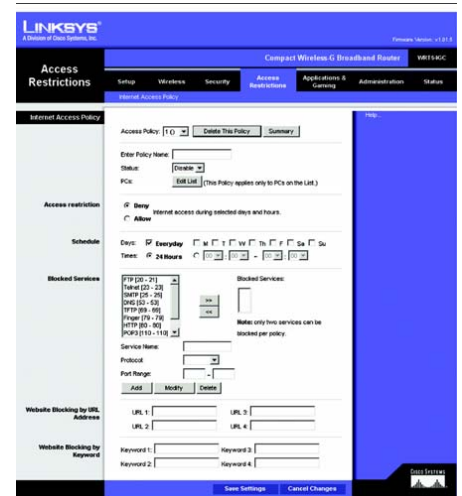 LINKSYS®
A Division of Cisco Systems, Inc.
Firmware Version: v1.01.5
Compact Wireless-G Broadband Router WRT54GC
Access Restrictions
Setup Wireless Security Access Restrictions Applications & Gaming Administration Status
Internet Access Policy
Internet Access Policy
Help...
Access Policy: 1 () Delete This Policy Summary
Enter Policy Name:
Status: Disable
PCs: Edit List (This Policy applies only to PCs on the List.)
Access restriction
Deny
Allow
Internet access during selected days and hours.
Schedule
Days: Everyday M T W Th F Sa Su
Times: 24 Hours 00 : 00 - 00 : 00
Blocked Services
FTP [20 - 21]
Telnet [23 - 23]
SMTP [25 - 25]
DNS [53 - 53]
TFTP [69 - 69]
Finger [79 - 79]
HTTP [80 - 80]
POP3 [110 - 110]
>>
<<
Blocked Services:
Note: only two services can be blocked per policy.
Service Name:
Protocol:
Port Range: -
Add Modify Delete
Website Blocking by URL Address
URL 1: URL 3:
URL 2: URL 4:
Website Blocking by Keyword
Keyword 1: Keyword 3:
Keyword 2: Keyword 4:
Save Settings Cancel Changes
CISCO SYSTEMS